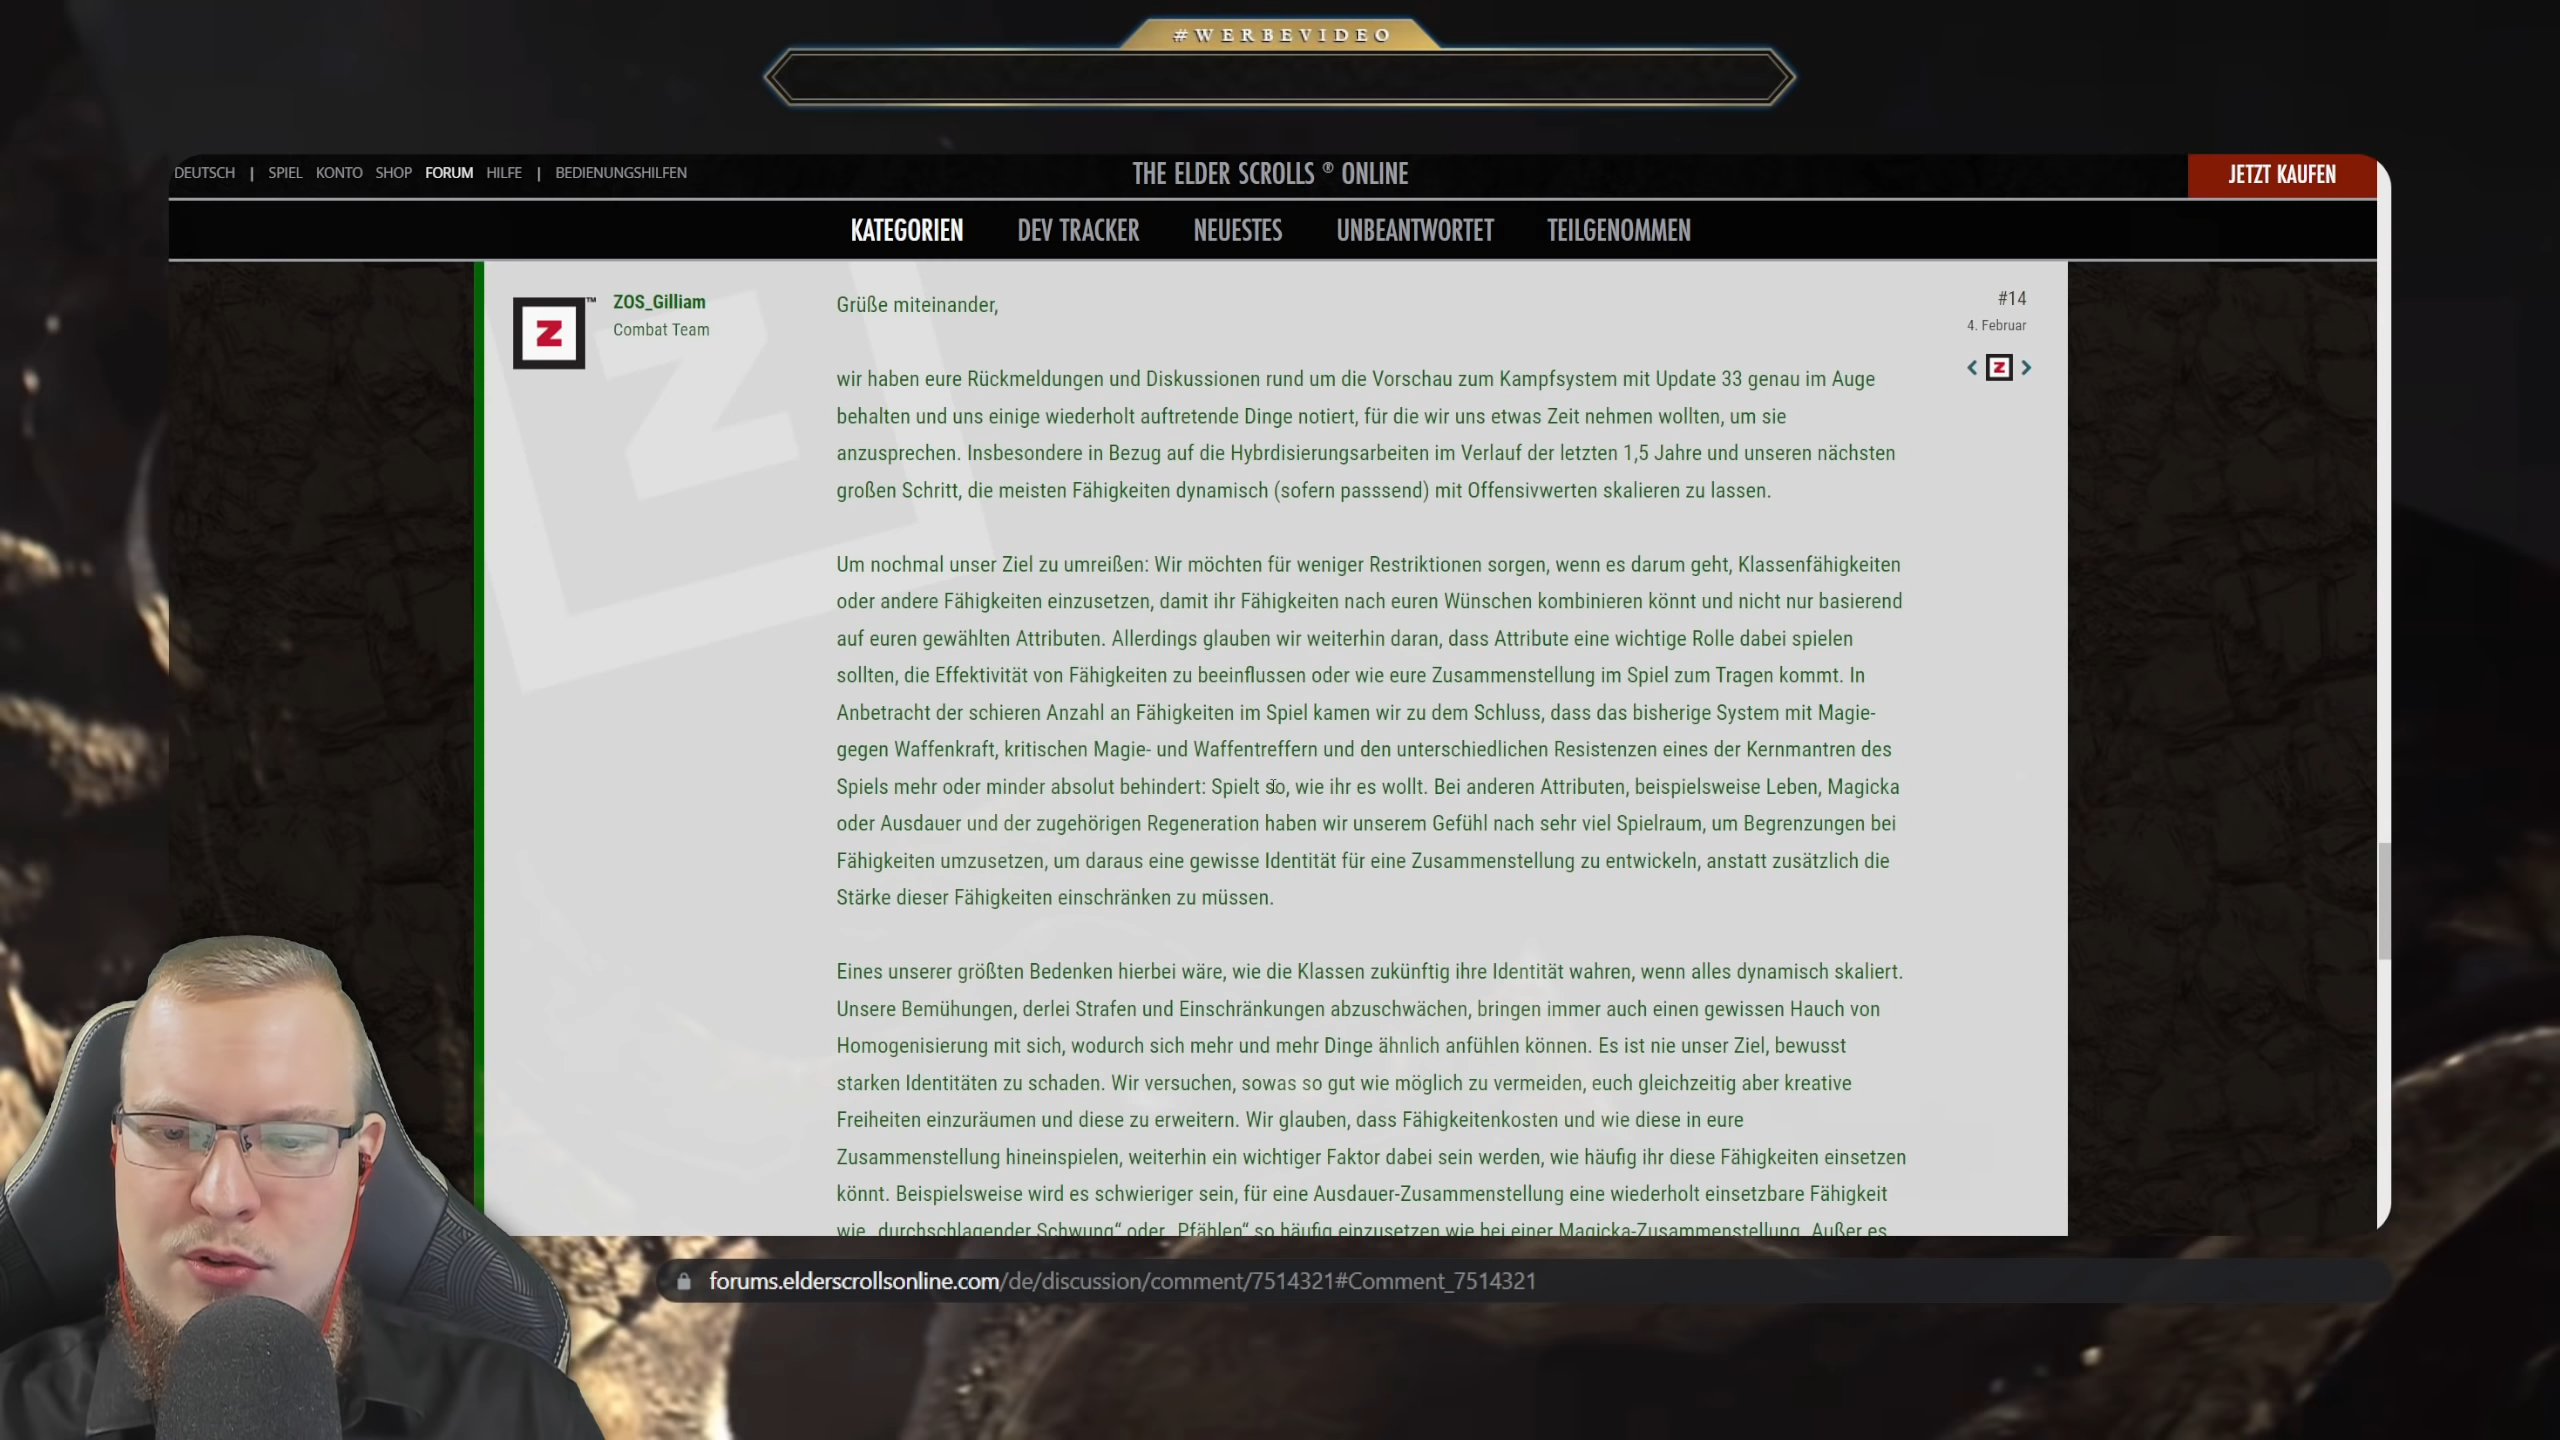 #WERBEVIDEO
DEUTSCH | SPIEL KONTO SHOP FORUM HILFE | BEDIENUNGSHILFEN
THE ELDER SCROLLS ® ONLINE
JETZT KAUFEN
KATEGORIEN DEV TRACKER NEUESTES UNBEANTWORTET TEILGENOMMEN
Z
™
ZOS_Gilliam
Combat Team
#14
4. Februar
< Z >
Grüße miteinander,
wir haben eure Rückmeldungen und Diskussionen rund um die Vorschau zum Kampfsystem mit Update 33 genau im Auge
behalten und uns einige wiederholt auftretende Dinge notiert, für die wir uns etwas Zeit nehmen wollten, um sie
anzusprechen. Insbesondere in Bezug auf die Hybrdisierungsarbeiten im Verlauf der letzten 1,5 Jahre und unseren nächsten
großen Schritt, die meisten Fähigkeiten dynamisch (sofern passsend) mit Offensivwerten skalieren zu lassen.
Um nochmal unser Ziel zu umreißen: Wir möchten für weniger Restriktionen sorgen, wenn es darum geht, Klassenfähigkeiten
oder andere Fähigkeiten einzusetzen, damit ihr Fähigkeiten nach euren Wünschen kombinieren könnt und nicht nur basierend
auf euren gewählten Attributen. Allerdings glauben wir weiterhin daran, dass Attribute eine wichtige Rolle dabei spielen
sollten, die Effektivität von Fähigkeiten zu beeinflussen oder wie eure Zusammenstellung im Spiel zum Tragen kommt. In
Anbetracht der schieren Anzahl an Fähigkeiten im Spiel kamen wir zu dem Schluss, dass das bisherige System mit Magie-
gegen Waffenkraft, kritischen Magie- und Waffentreffern und den unterschiedlichen Resistenzen eines der Kernmantren des
Spiels mehr oder minder absolut behindert: Spielt so, wie ihr es wollt. Bei anderen Attributen, beispielsweise Leben, Magicka
oder Ausdauer und der zugehörigen Regeneration haben wir unserem Gefühl nach sehr viel Spielraum, um Begrenzungen bei
Fähigkeiten umzusetzen, um daraus eine gewisse Identität für eine Zusammenstellung zu entwickeln, anstatt zusätzlich die
Stärke dieser Fähigkeiten einschränken zu müssen.
Eines unserer größten Bedenken hierbei wäre, wie die Klassen zukünftig ihre Identität wahren, wenn alles dynamisch skaliert.
Unsere Bemühungen, derlei Strafen und Einschränkungen abzuschwächen, bringen immer auch einen gewissen Hauch von
Homogenisierung mit sich, wodurch sich mehr und mehr Dinge ähnlich anfühlen können. Es ist nie unser Ziel, bewusst
starken Identitäten zu schaden. Wir versuchen, sowas so gut wie möglich zu vermeiden, euch gleichzeitig aber kreative
Freiheiten einzuräumen und diese zu erweitern. Wir glauben, dass Fähigkeitenkosten und wie diese in eure
Zusammenstellung hineinspielen, weiterhin ein wichtiger Faktor dabei sein werden, wie häufig ihr diese Fähigkeiten einsetzen
könnt. Beispielsweise wird es schwieriger sein, für eine Ausdauer-Zusammenstellung eine wiederholt einsetzbare Fähigkeit
wie „durchschlagender Schwung“ oder „Pfählen“ so häufig einzusetzen wie bei einer Magicka-Zusammenstellung. Außer es
forums.elderscrollsonline.com/de/discussion/comment/7514321#Comment_7514321